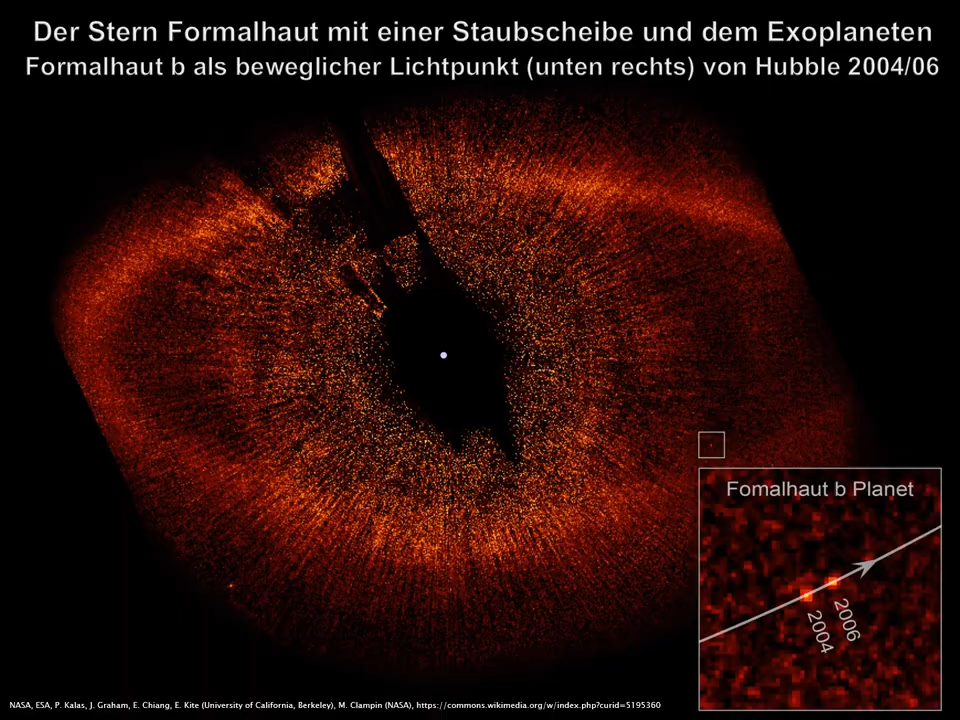 Der Stern Formalhaut mit einer Staubscheibe und dem Exoplaneten
Formalhaut b als beweglicher Lichtpunkt (unten rechts) von Hubble 2004/06
Fomalhaut b Planet
2006
2004
NASA, ESA, P. Kalas, J. Graham, E. Chiang, E. Kite (University of California, Berkeley), M. Clampin (NASA), https://commons.wikimedia.org/w/index.php?curid=5195360